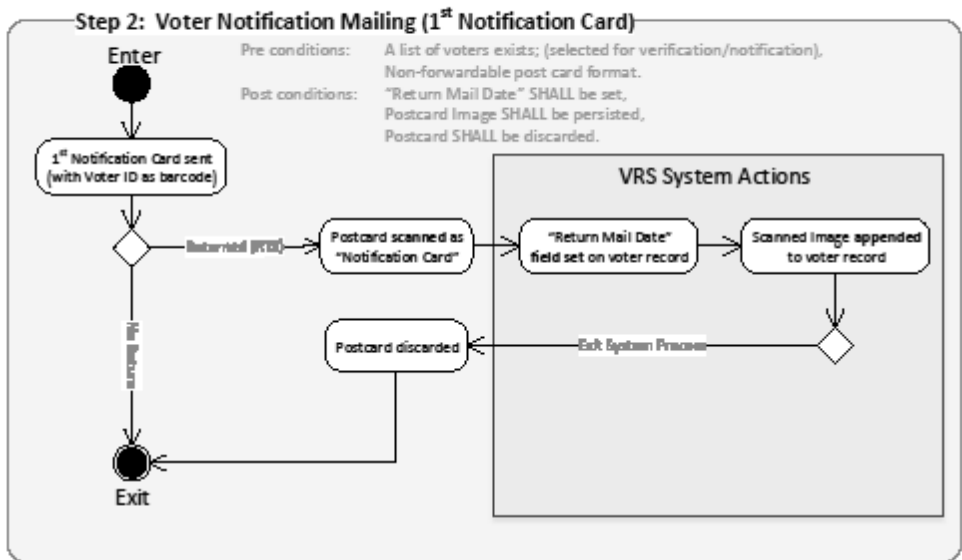 Step 2: Voter Notification Mailing (1st Notification Card)
Enter
Pre conditions: A list of voters exists; (selected for verification/notification),
Non-forwardable post card format.
Post conditions: "Return Mail Date" SHALL be set,
Postcard Image SHALL be persisted,
Postcard SHALL be discarded.
1st Notification Card sent
(with Voter ID as barcode)
VRS System Actions
Postcard scanned as
"Notification Card"
"Return Mail Date"
field set on voter record
Scanned Image appended
to voter record
No Return
Postcard discarded
Exit System Process
Exit